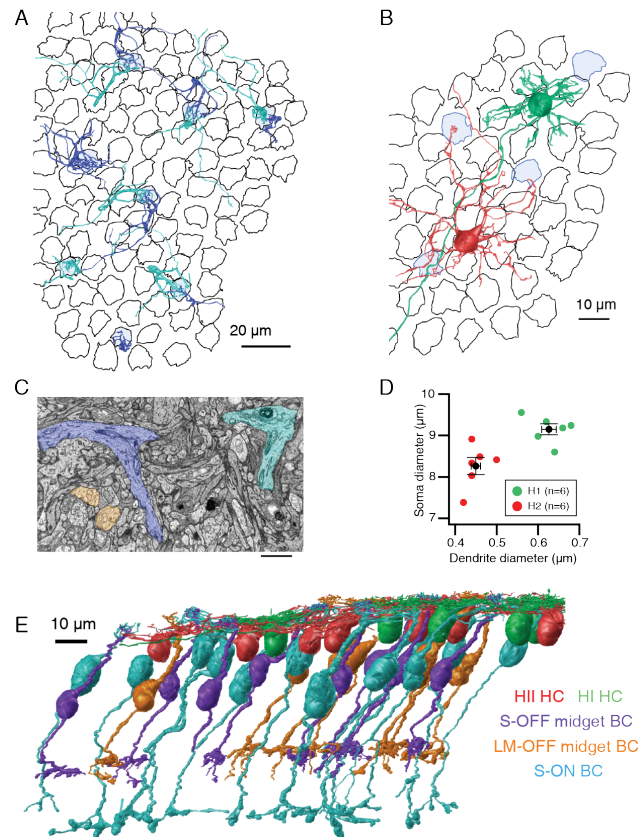 A
B
20 µm
10 µm
C
D
10
9
8
7
Soma diameter (µm)
H1 (n=6)
H2 (n=6)
0.4 0.5 0.6 0.7
Dendrite diameter (µm)
10 µm
E
HII HC HI HC
S-OFF midget BC
LM-OFF midget BC
S-ON BC